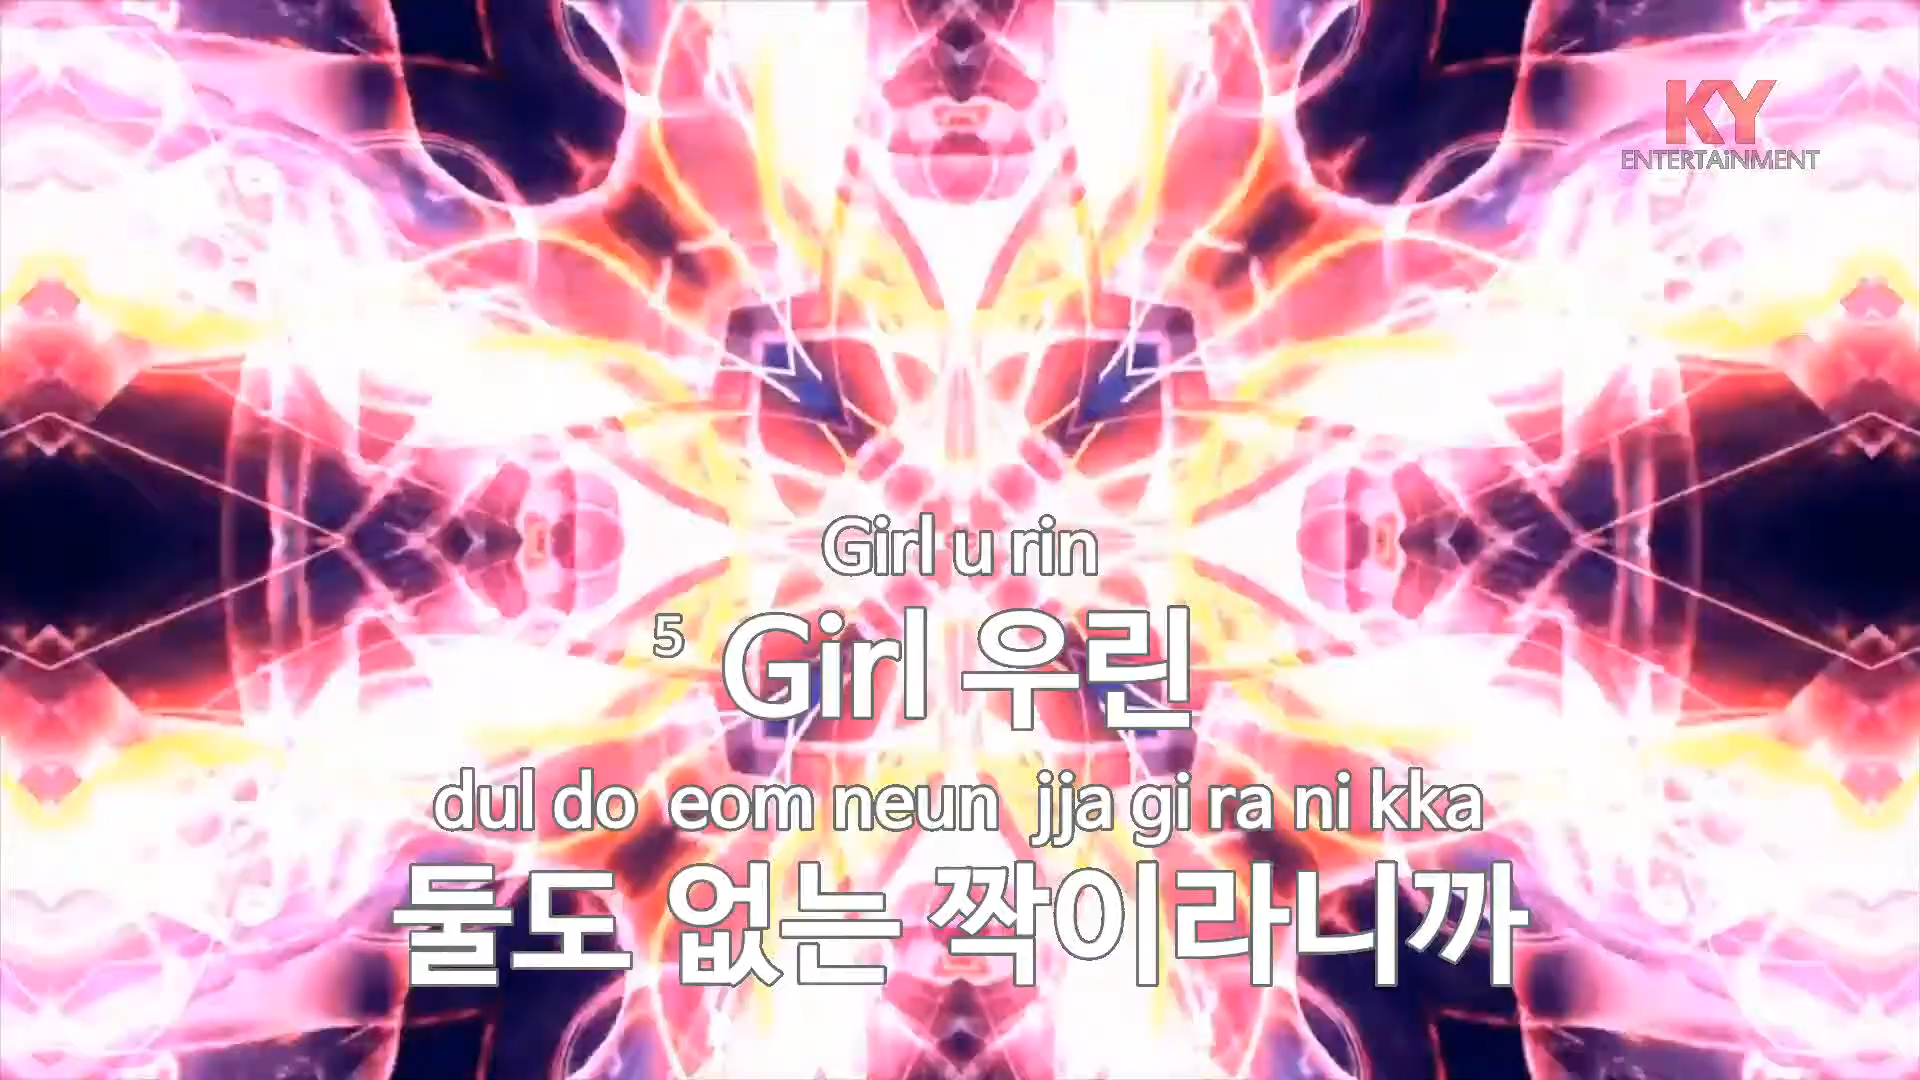 KY
ENTERTAiNMENT
Girl u rin
5 Girl 우린
dul do eom neun jja gi ra ni kka
둘도 없는 짝이라니까